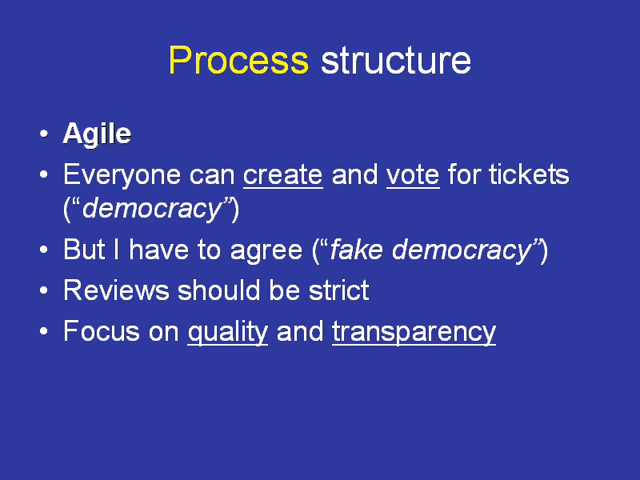 Process structure
• Agile
• Everyone can create and vote for tickets
(“democracy”)
• But I have to agree (“fake democracy”)
• Reviews should be strict
• Focus on quality and transparency